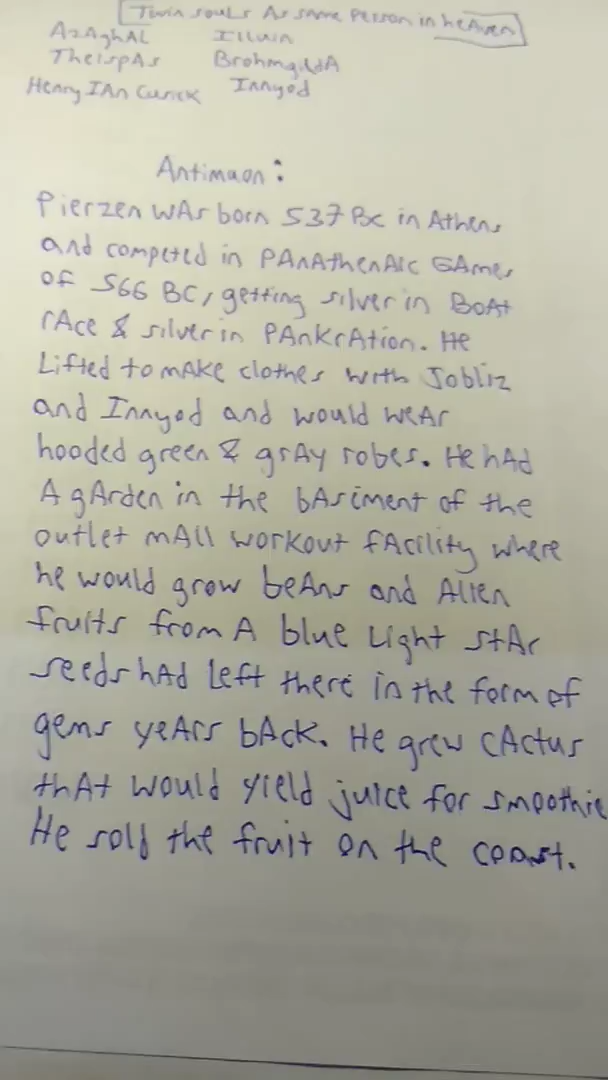 Twin souls As same Person in heAven
AzAghAL Illuin
TheispAs BrohmgildA
Henry IAn Cusick Innyod
Antimaon:
Pierzen wAs born 537 BC in Athens
and competed in PAnAthenAic GAmes
of 566 BC, getting silver in BoAt
rAce & silver in PAnkrAtion. He
Lifted to mAke clothes with Jobliz
and Innyod and would weAr
hooded green & grAy robes. He hAd
A gArden in the bAsiment of the
outlet mAll workout fAcility where
he would grow beAns and Alien
fruits from A blue Light stAr
seeds hAd Left there in the form of
gems yeArs bAck. He grew cActus
thAt would yield juice for smoothie
He sold the fruit on the coAst.